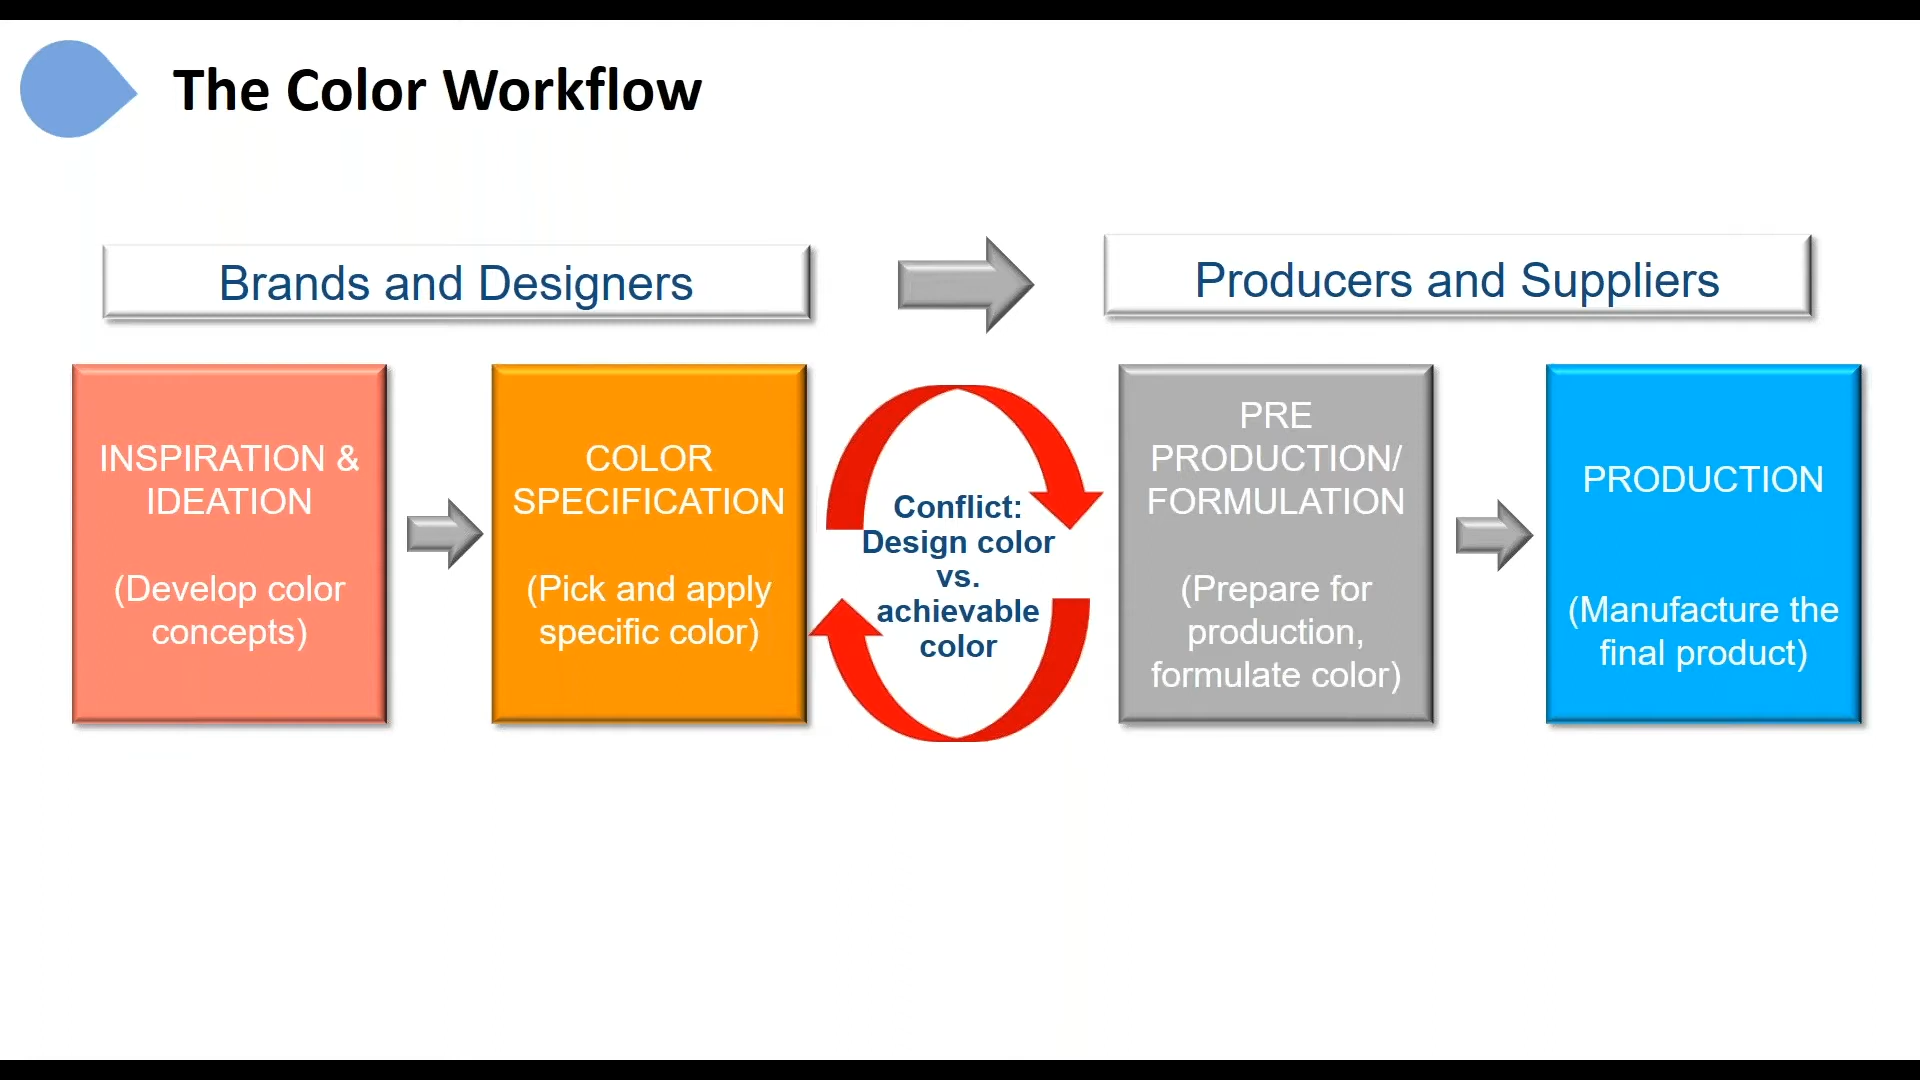 The Color Workflow
Brands and Designers
Producers and Suppliers
INSPIRATION &
IDEATION
(Develop color
concepts)
COLOR
SPECIFICATION
(Pick and apply
specific color)
Conflict:
Design color
vs.
achievable
color
PRE
PRODUCTION/
FORMULATION
(Prepare for
production,
formulate color)
PRODUCTION
(Manufacture the
final product)